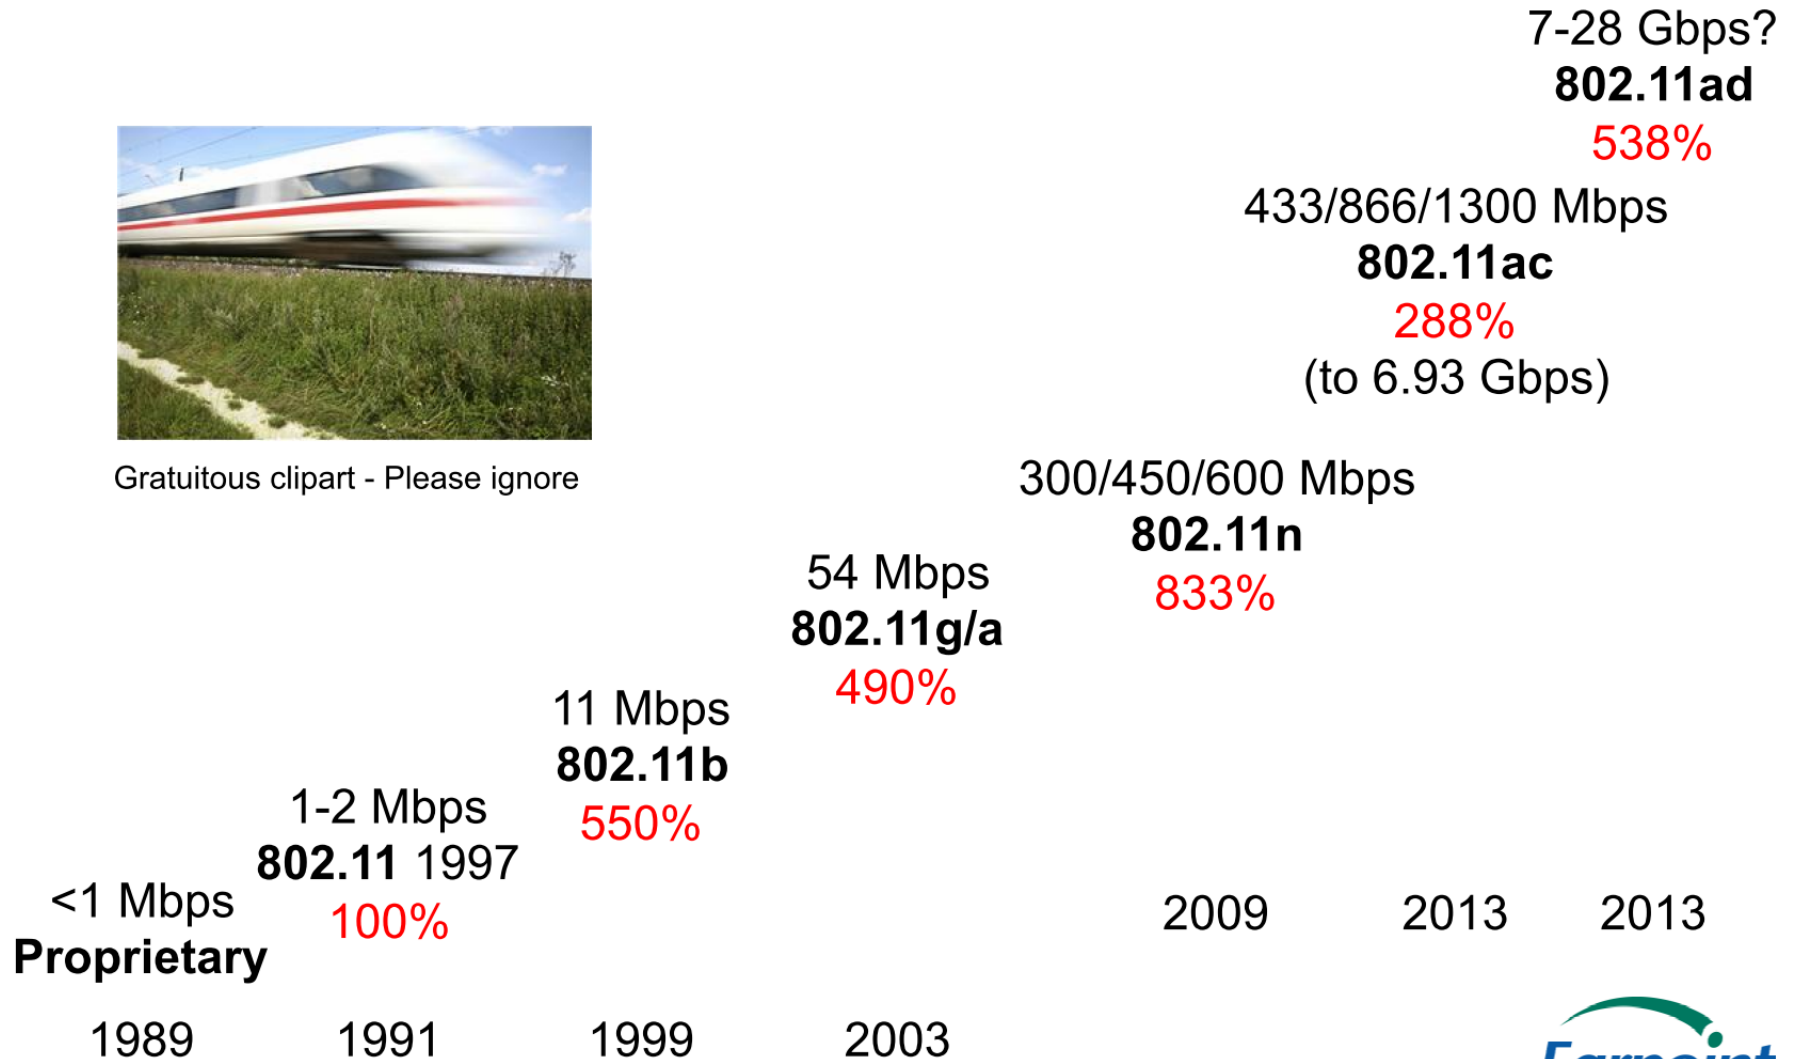 7-28 Gbps?
802.11ad
538%
433/866/1300 Mbps
802.11ac
288%
(to 6.93 Gbps)
Gratuitous clipart - Please ignore
300/450/600 Mbps
802.11n
833%
54 Mbps
802.11g/a
490%
11 Mbps
802.11b
550%
1-2 Mbps
802.11 1997
100%
<1 Mbps
Proprietary
2009 2013 2013
1989 1991 1999 2003
Farpoint